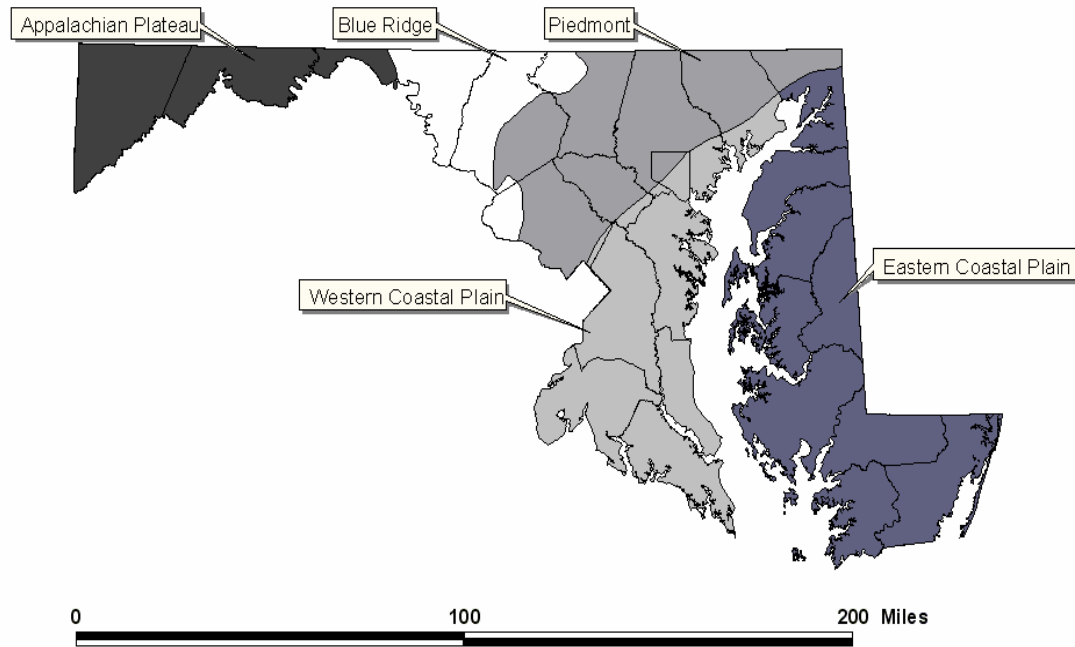 Appalachian Plateau
Blue Ridge
Piedmont
Eastern Coastal Plain
Western Coastal Plain
0
100
200 Miles